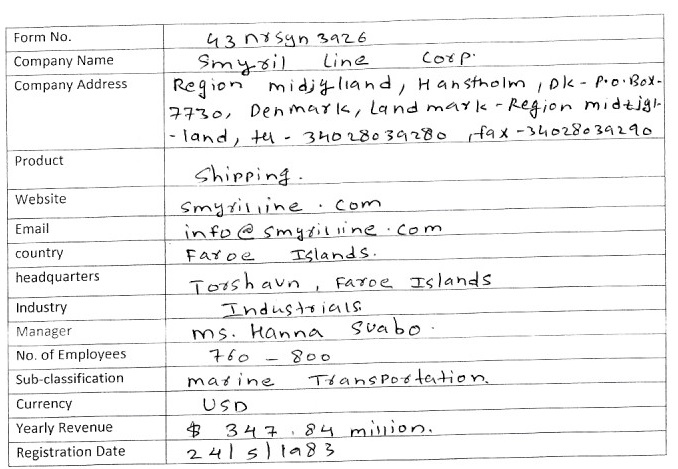 Form No. 43nrsyn3926
Company Name Smyril Line Corp.
Company Address Region midjylland, Hanstholm, DK - P.O.Box-
7730, Denmark, Landmark - Region midtjyl-
-land, tel - 34028039280, fax - 34028039290
Product Shipping.
Website smyrilline.com
Email info@smyrilline.com
country Faroe Islands.
headquarters Torshavn, Faroe Islands
Industry Industrials.
Manager ms. Hanna Svabo.
No. of Employees 760 - 800
Sub-classification marine Transportation.
Currency USD
Yearly Revenue $ 347.84 million.
Registration Date 24/5/1983